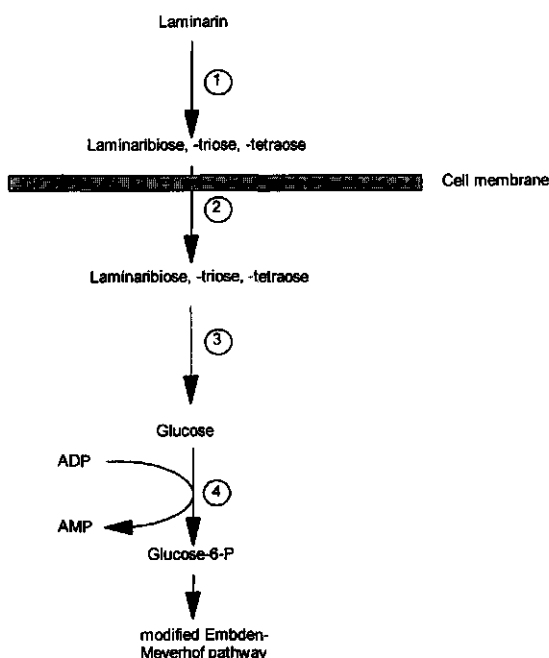 Laminarin
1
Laminaribiose, -triose, -tetraose
Cell membrane
2
Laminaribiose, -triose, -tetraose
3
Glucose
ADP
4
AMP
Glucose-6-P
modified Embden-
Meyerhof pathway